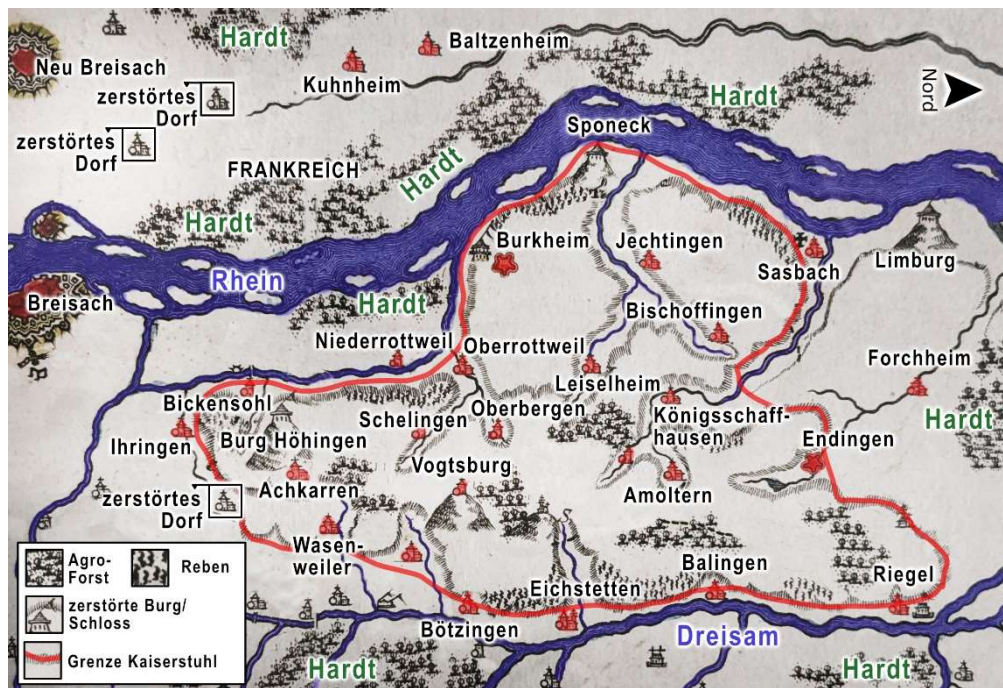 Hardt
Baltzenheim
Neu Breisach
Kuhnheim
zerstörtes
Dorf
Hardt
Nord
zerstörtes
Dorf
Sponeck
FRANKREICH
Hardt
Hardt
Burkheim
Jechtingen
Limburg
Sasbach
Rhein
Breisach
Hardt
Bischoffingen
Niederrottweil
Oberrottweil
Forchheim
Leiselheim
Bickensohl
Schelingen
Oberbergen
Königsschaff-
hausen
Hardt
Ihringen
Burg Höhingen
Endingen
Vogtsburg
Achkarren
Amoltern
zerstörtes
Dorf
Wasen-
weiler
Balingen
Riegel
Eichstetten
Bötzingen
Dreisam
Hardt
Hardt
Agro-
Forst
Reben
zerstörte Burg/
Schloss
Grenze Kaiserstuhl